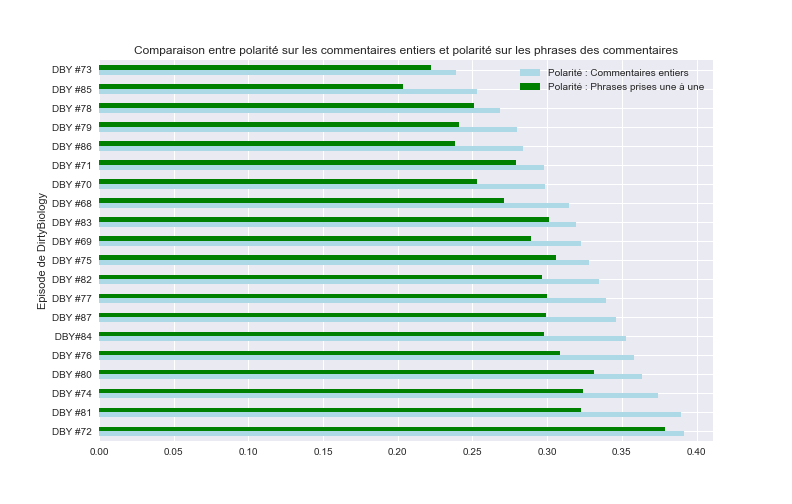 Comparaison entre polarité sur les commentaires entiers et polarité sur les phrases des commentaires
Polarité : Commentaires entiers
Polarité : Phrases prises une à une
Episode de DirtyBiology
DBY #73
DBY #85
DBY #78
DBY #79
DBY #86
DBY #71
DBY #70
DBY #68
DBY #83
DBY #69
DBY #75
DBY #82
DBY #77
DBY #87
DBY#84
DBY #76
DBY #80
DBY #74
DBY #81
DBY #72
0.00 0.05 0.10 0.15 0.20 0.25 0.30 0.35 0.40